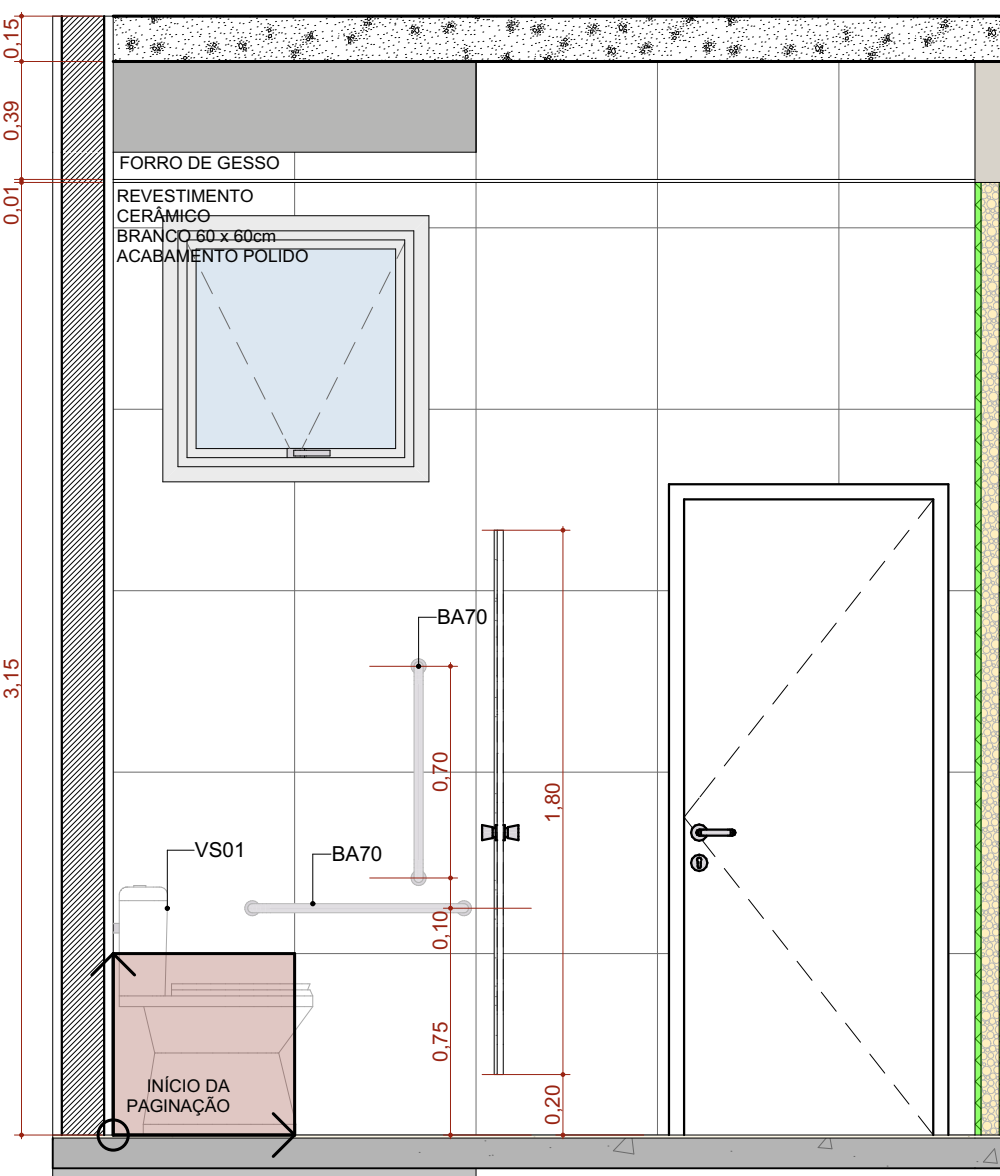 0,15
0,39
FORRO DE GESSO
0,01
REVESTIMENTO
CERÂMICO
BRANCO 60 x 60cm
ACABAMENTO POLIDO
BA70
3,15
0,70
1,80
VS01
BA70
0,10
0,75
INÍCIO DA
PAGINAÇÃO
0,20